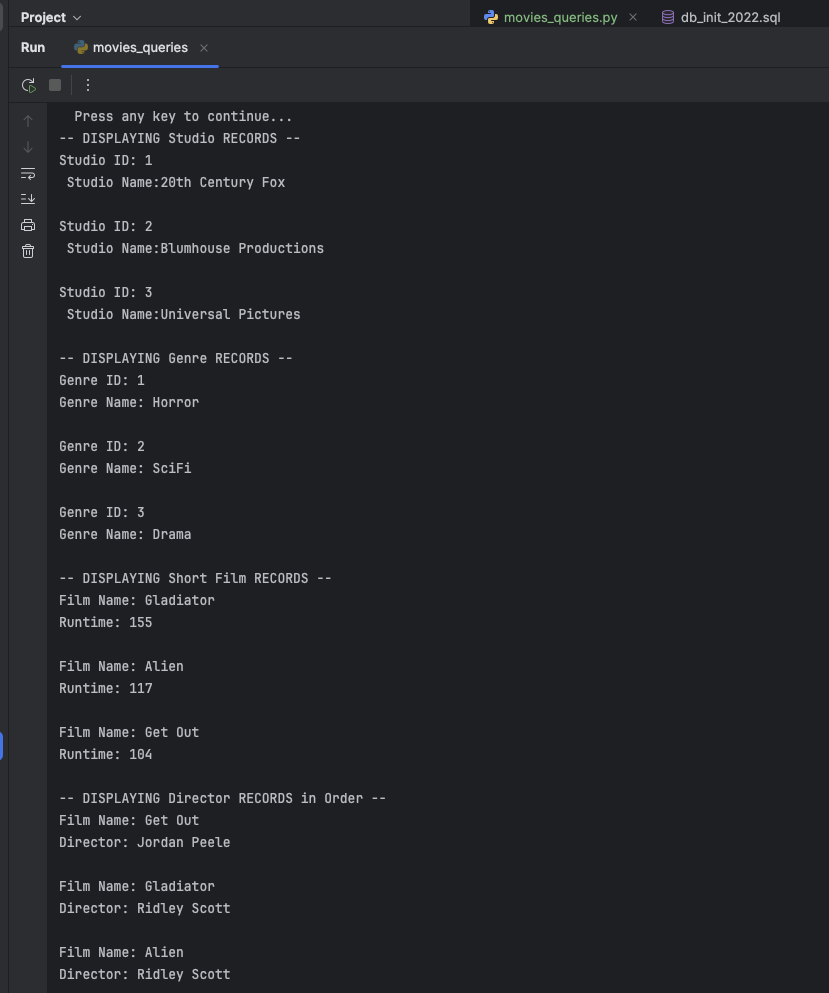 Project
movies_queries.py
db_init_2022.sql
Run
movies_queries
Press any key to continue...
-- DISPLAYING Studio RECORDS --
Studio ID: 1
Studio Name:20th Century Fox
Studio ID: 2
Studio Name:Blumhouse Productions
Studio ID: 3
Studio Name:Universal Pictures
-- DISPLAYING Genre RECORDS --
Genre ID: 1
Genre Name: Horror
Genre ID: 2
Genre Name: SciFi
Genre ID: 3
Genre Name: Drama
-- DISPLAYING Short Film RECORDS --
Film Name: Gladiator
Runtime: 155
Film Name: Alien
Runtime: 117
Film Name: Get Out
Runtime: 104
-- DISPLAYING Director RECORDS in Order --
Film Name: Get Out
Director: Jordan Peele
Film Name: Gladiator
Director: Ridley Scott
Film Name: Alien
Director: Ridley Scott